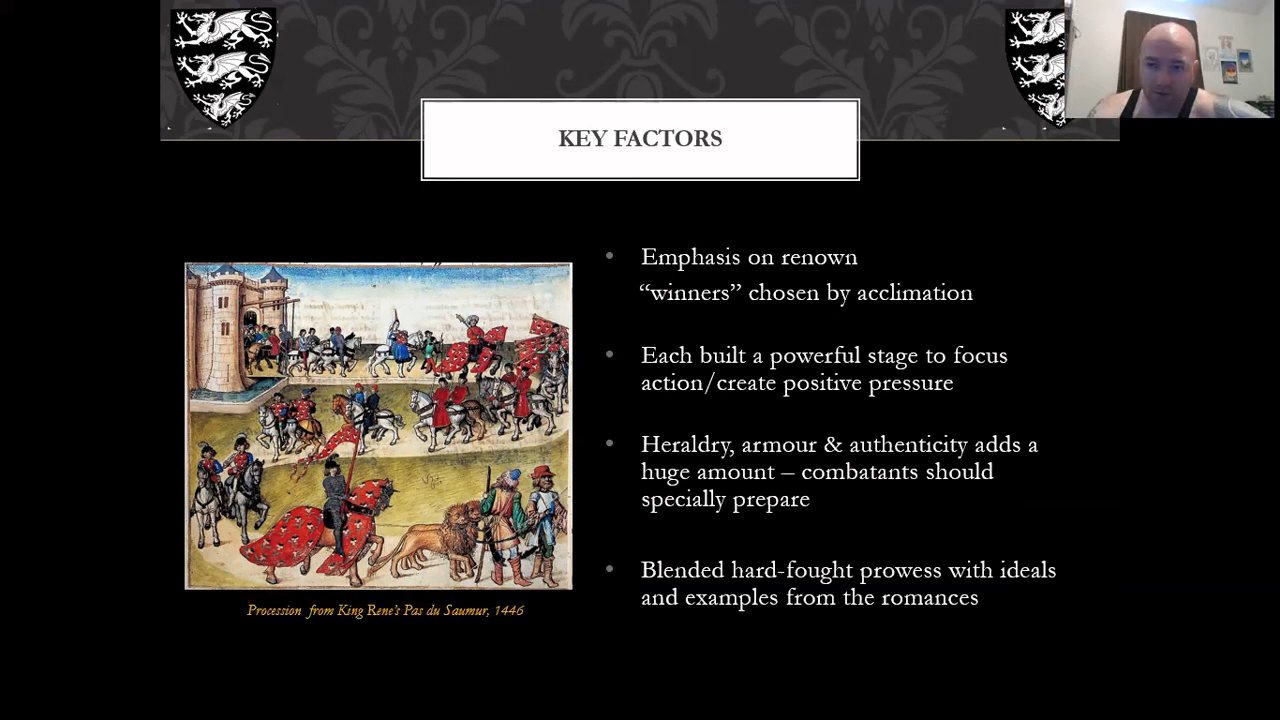 KEY FACTORS
• Emphasis on renown
“winners” chosen by acclimation
• Each built a powerful stage to focus
action/create positive pressure
• Heraldry, armour & authenticity adds a
huge amount – combatants should
specially prepare
• Blended hard-fought prowess with ideals
and examples from the romances
Procession from King Rene's Pas du Saumur, 1446